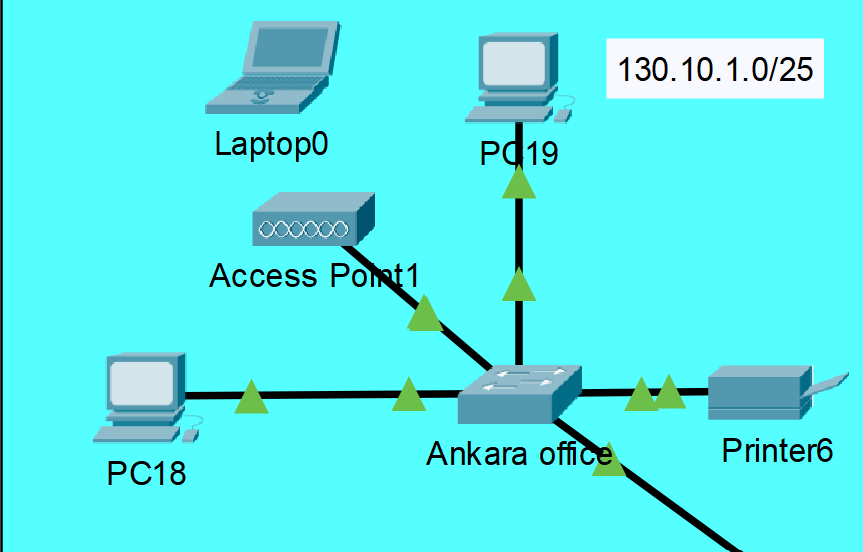 130.10.1.0/25
Laptop0
PC19
Access Point1
Ankara office
Printer6
PC18